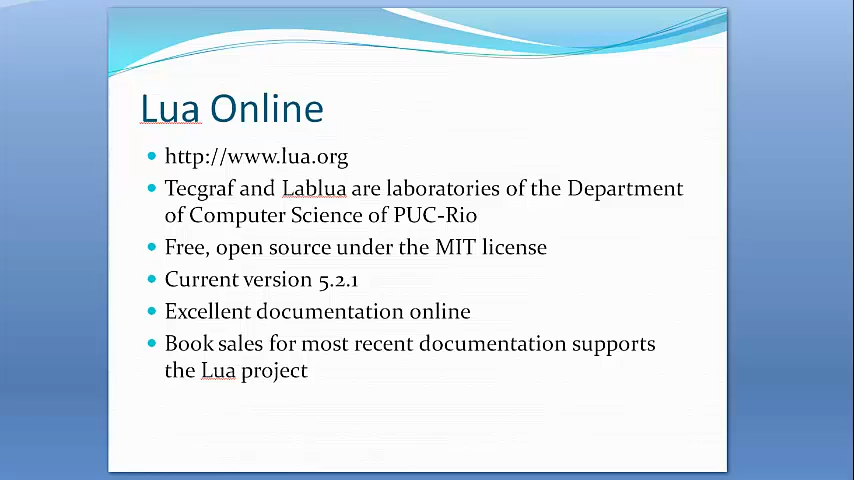 Lua Online
http://www.lua.org
Tecgraf and Lablua are laboratories of the Department
of Computer Science of PUC-Rio
Free, open source under the MIT license
Current version 5.2.1
Excellent documentation online
Book sales for most recent documentation supports
the Lua project